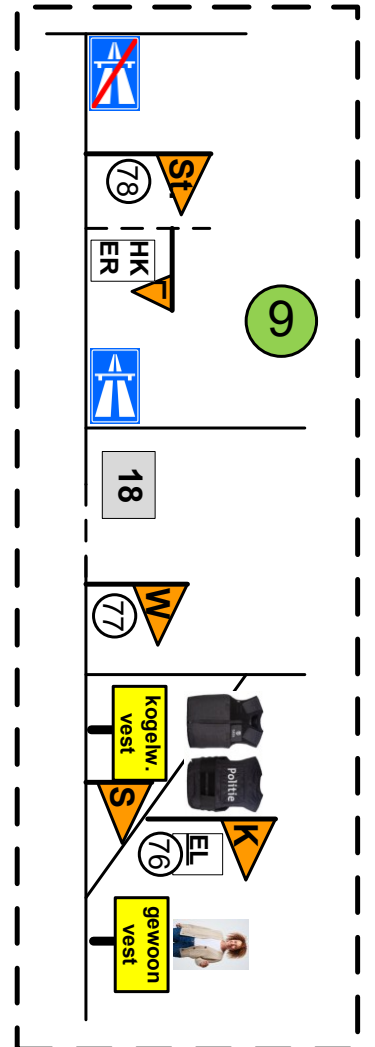 St.
78
HK
ER
9
18
W
77
kogelw.
vest
Politie
S
K
EL
76
gewoon
vest